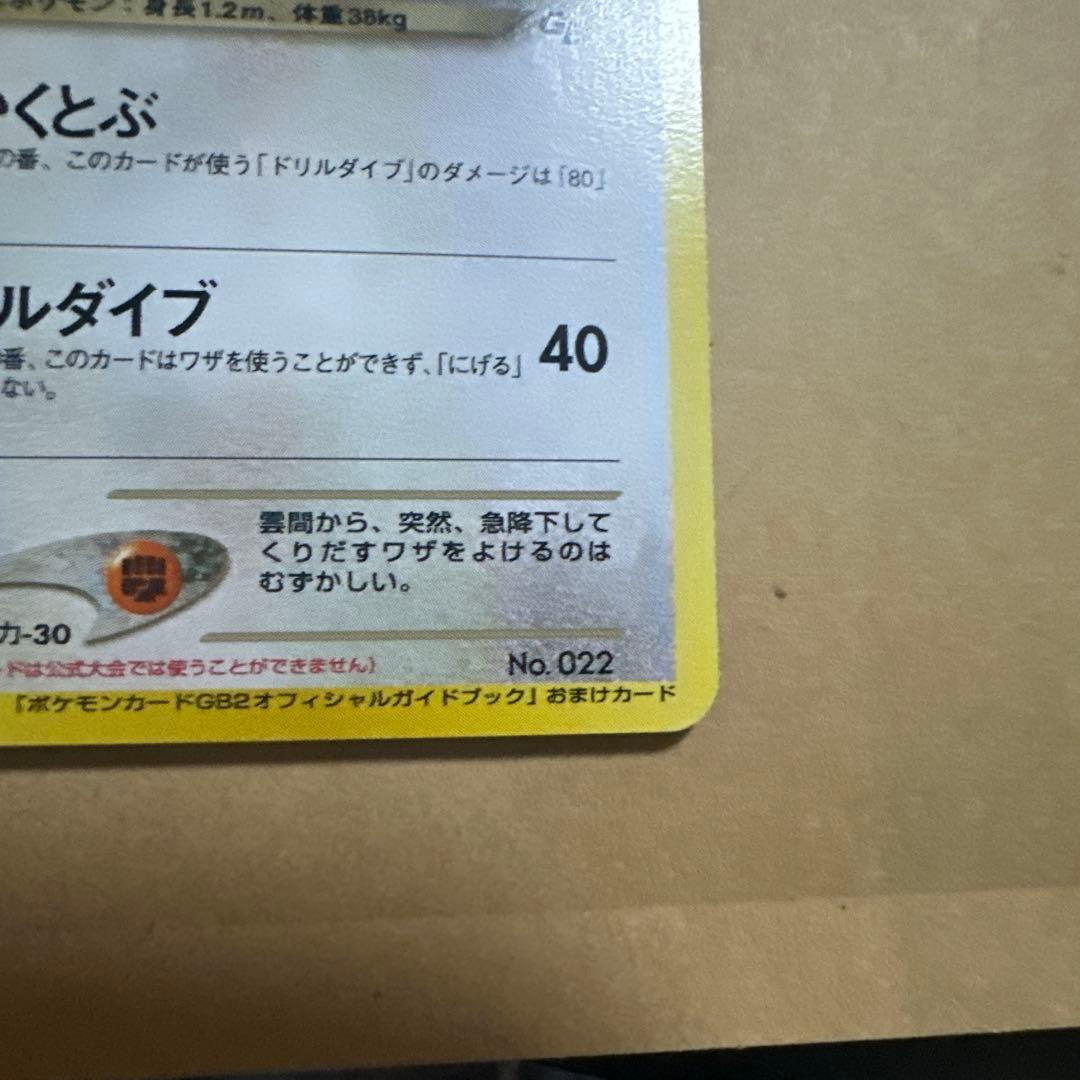 ポケモン：身長1.2m、体重38kg
GL
くとぶ
の番、このカードが使う「ドリルダイブ」のダメージは「80」
ルダイブ
40
番、このカードはワザを使うことができず、「にげる」
ない。
雲間から、突然、急降下して
くりだすワザをよけるのは
むずかしい。
闘
力-30
ドは公式大会では使うことができません)
No. 022
『ポケモンカードGB2オフィシャルガイドブック』おまけカード